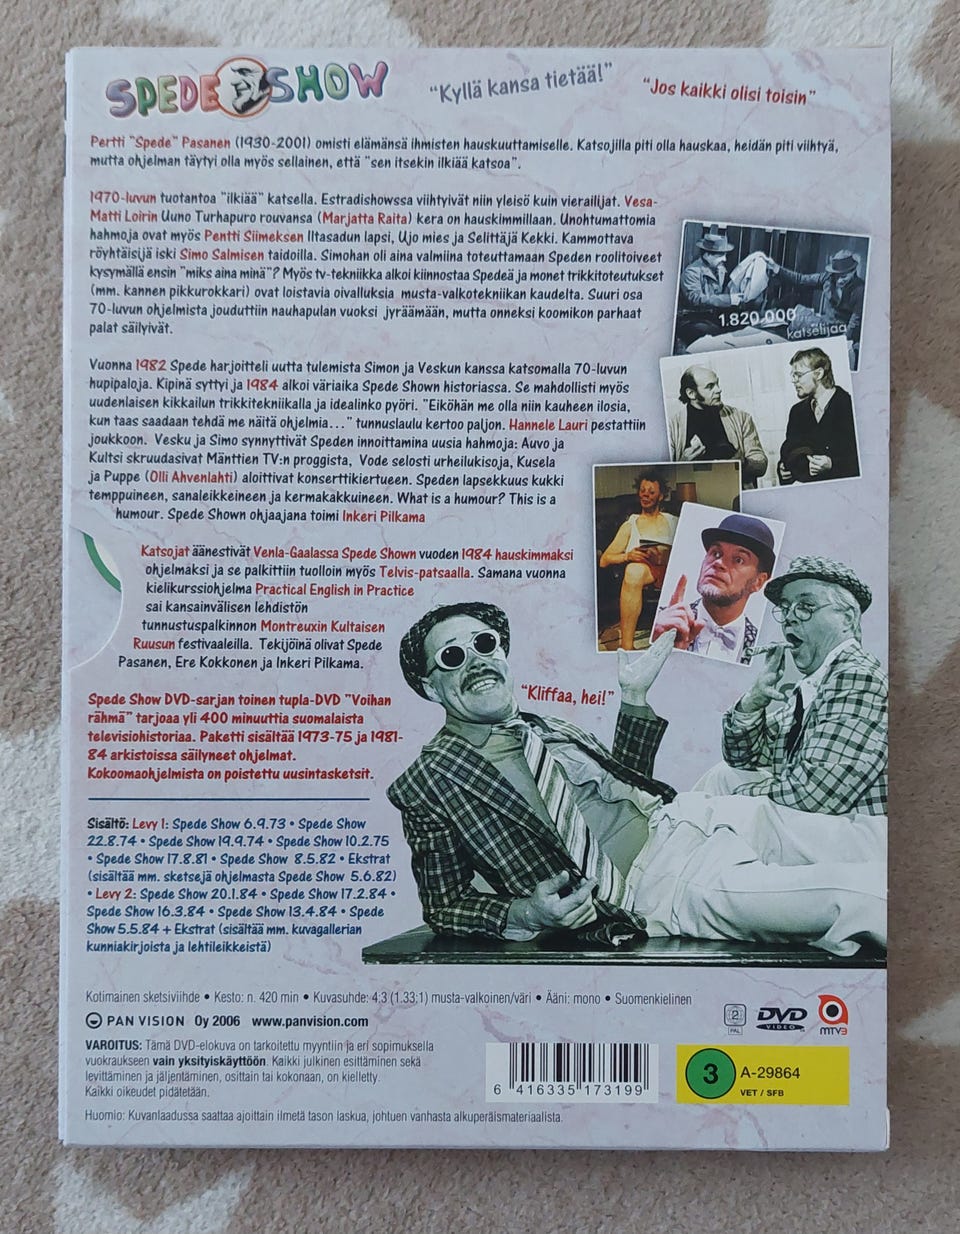 SPEDE SHOW
"Kyllä kansa tietää!"
"Jos kaikki olisi toisin"
Pertti "Spede" Pasanen (1930-2001) omisti elämänsä ihmisten hauskuuttamiselle. Katsojilla piti olla hauskaa, heidän piti viihtyä,
mutta ohjelman täytyi olla myös sellainen, että "sen itsekin ilkiää katsoa".
1970-luvun tuotantoa "ilkiää" katsella. Estradishowssa viihtyivät niin yleisö kuin vierailijat. Vesa-
Matti Loirin Uuno Turhapuro rouvansa (Marjatta Raita) kera on hauskimmillaan. Unohtumattomia
hahmoja ovat myös Pentti Siimeksen Iltasadun lapsi, Ujo mies ja Selittäjä Kekki. Kammottava
röyhtäisijä iski Simo Salmisen taidoilla. Simohan oli aina valmiina toteuttamaan Speden roolitoiveet
kysymällä ensin "miks aina minä"? Myös tv-tekniikka alkoi kiinnostaa Spedeä ja monet trikkitoteutukset
(mm. kannen pikkurokkari) ovat loistavia oivalluksia musta-valkotekniikan kaudelta. Suuri osa
70-luvun ohjelmista jouduttiin nauhapulan vuoksi jyräämään, mutta onneksi koomikon parhaat
palat säilyivät.
1.820.000
katselijaa
Vuonna 1982 Spede harjoitteli uutta tulemista Simon ja Veskun kanssa katsomalla 70-luvun
hupipaloja. Kipinä syttyi ja 1984 alkoi väriaika Spede Shown historiassa. Se mahdollisti myös
uudenlaisen kikkailun trikkitekniikalla ja idealinko pyöri. "Eiköhän me olla niin kauheen ilosia,
kun taas saadaan tehdä me näitä ohjelmia..." tunnuslaulu kertoo paljon. Hannele Lauri pestattiin
joukkoon. Vesku ja Simo synnyttivät Speden innoittamina uusia hahmoja: Auvo ja
Kultsi skruudasivat Mänttien TV:n proggista, Vode selosti urheilukisoja, Kusela
ja Puppe (Olli Ahvenlahti) aloittivat konserttikiertueen. Speden lapsekkuus kukki
temppuineen, sanaleikkeineen ja kermakakkuineen. What is a humour? This is a
humour. Spede Shown ohjaajana toimi Inkeri Pilkama
Katsojat äänestivät Venla-Gaalassa Spede Shown vuoden 1984 hauskimmaksi
ohjelmaksi ja se palkittiin tuolloin myös Telvis-patsaalla. Samana vuonna
kielikurssiohjelma Practical English in Practice
sai kansainvälisen lehdistön
tunnustuspalkinnon Montreuxin Kultaisen
Ruusun festivaaleilla. Tekijöinä olivat Spede
Pasanen, Ere Kokkonen ja Inkeri Pilkama.
"Kliffaa, hei!"
Spede Show DVD-sarjan toinen tupla-DVD "Voihan
rähmä" tarjoaa yli 400 minuuttia suomalaista
televisiohistoriaa. Paketti sisältää 1973-75 ja 1981-
84 arkistoissa säilyneet ohjelmat.
Kokoomaohjelmista on poistettu uusintasketsit.
Sisältö: Levy 1: Spede Show 6.9.73 • Spede Show
22.8.74 • Spede Show 19.9.74 • Spede Show 10.2.75
• Spede Show 17.8.81 • Spede Show 8.5.82 • Ekstrat
(sisältää mm. sketsejä ohjelmasta Spede Show 5.6.82)
• Levy 2: Spede Show 20.1.84 • Spede Show 17.2.84 •
Spede Show 16.3.84 • Spede Show 13.4.84 • Spede
Show 5.5.84 + Ekstrat (sisältää mm. kuvagallerian
kunniakirjoista ja lehtileikkeistä)
Kotimainen sketsiviihde • Kesto: n. 420 min • Kuvasuhde: 4:3 (1.33:1) musta-valkoinen/väri • Ääni: mono • Suomenkielinen
PAN VISION Oy 2006 www.panvision.com
2 PAL DVD VIDEO MTV3
VAROITUS: Tämä DVD-elokuva on tarkoitettu myyntiin ja eri sopimuksella
vuokraukseen vain yksityiskäyttöön. Kaikki julkinen esittäminen sekä
levittäminen ja jäljentäminen, osittain tai kokonaan, on kielletty.
Kaikki oikeudet pidätetään.
6 416335 173199
3 A-29864
VET / SFB
Huomio: Kuvanlaadussa saattaa ajoittain ilmetä tason laskua, johtuen vanhasta alkuperäismateriaalista.